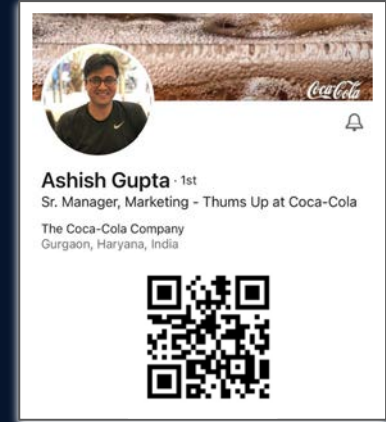 Coca-Cola
Ashish Gupta · 1st
Sr. Manager, Marketing - Thums Up at Coca-Cola
The Coca-Cola Company
Gurgaon, Haryana, India